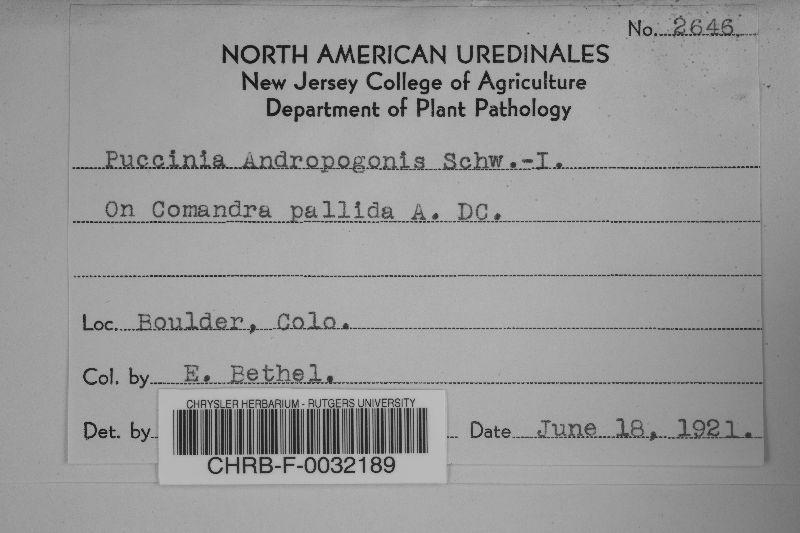 No. 2646.
NORTH AMERICAN UREDINALES
New Jersey College of Agriculture
Department of Plant Pathology
Puccinia Andropogonis Schw.-I.
On Comandra pallida A. DC.
Loc. Boulder, Colo.
Col. by E. Bethel.
Det. by Date June 18, 1921.
CHRYSLER HERBARIUM - RUTGERS UNIVERSITY
CHRB-F-0032189